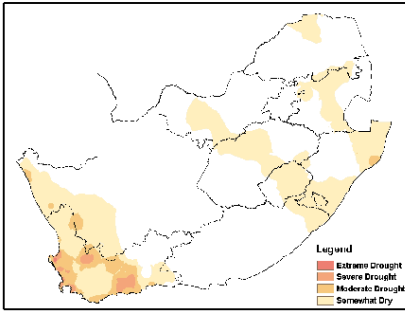 Legend
Extreme Drought
Severe Drought
Moderate Drought
Somewhat Dry